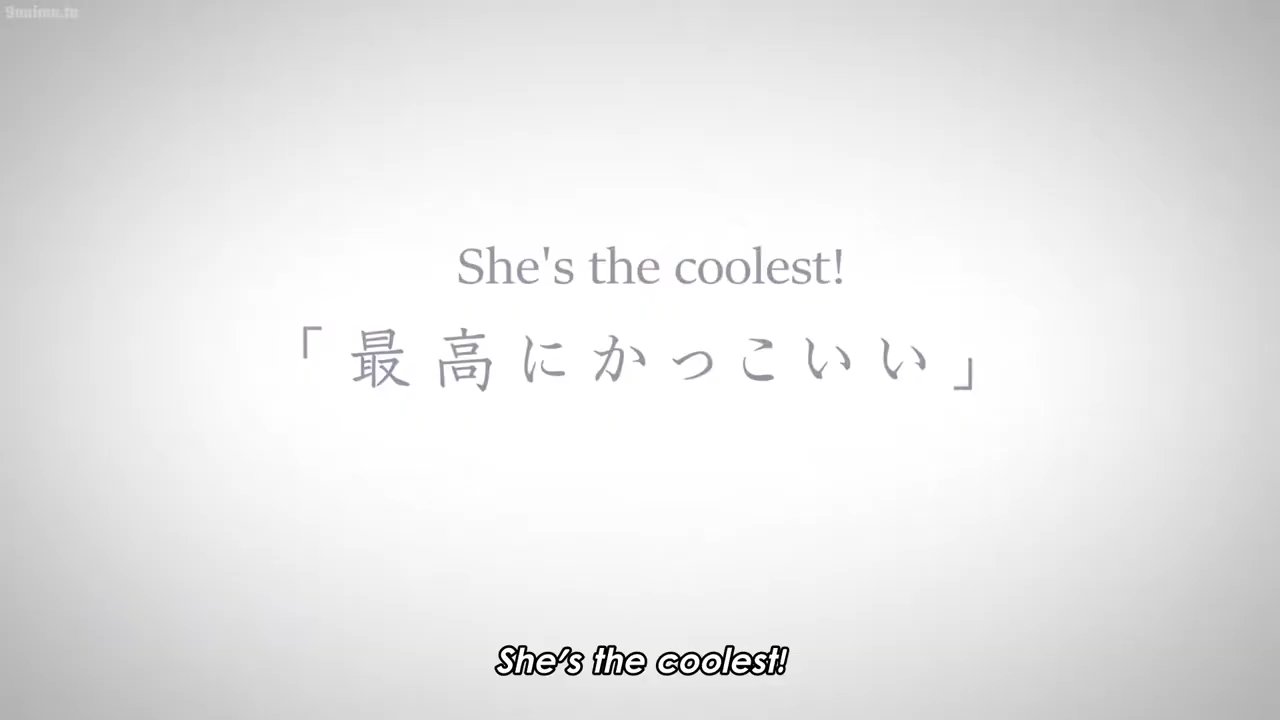 9anime.to
She's the coolest!
「最高にかっこいい」
She's the coolest!